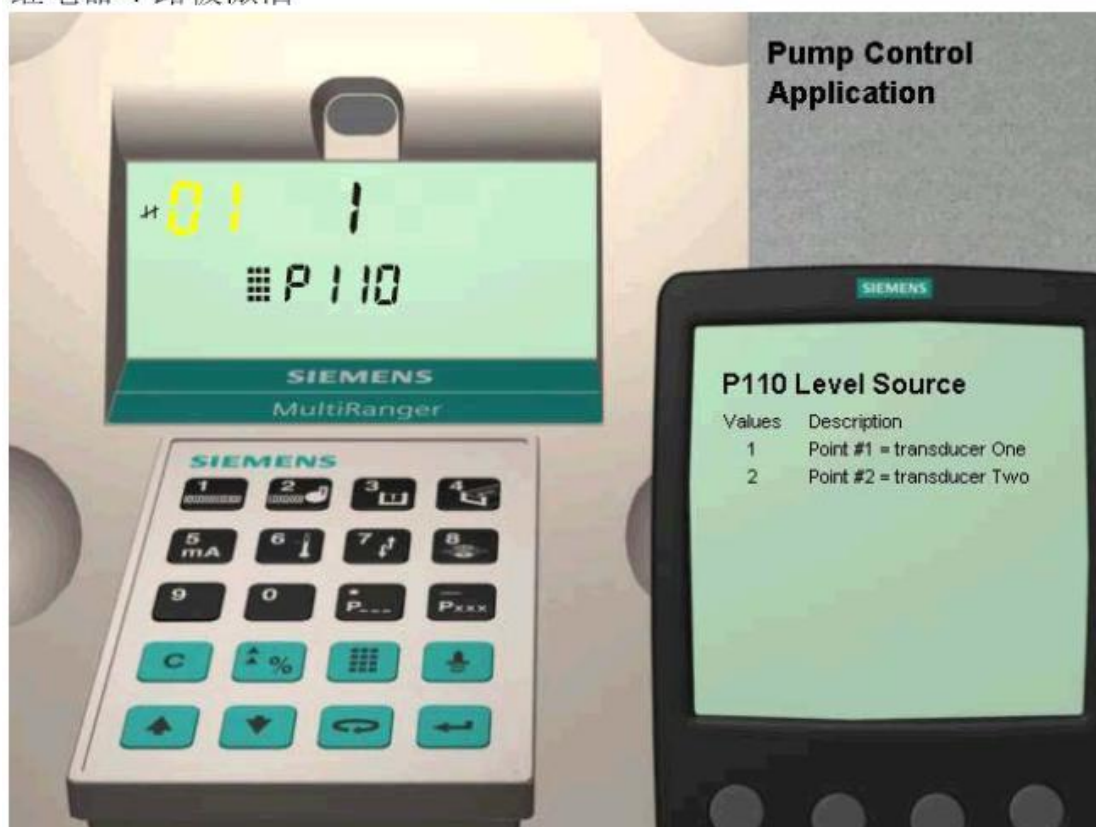 Pump Control
Application
01 1
P110
SIEMENS
MultiRanger
SIEMENS
P110 Level Source
Values Description
1 Point #1 = transducer One
2 Point #2 = transducer Two
SIEMENS
1 2 3 4
5 mA 6 7 8
9 0 P--- Pxxx
C %